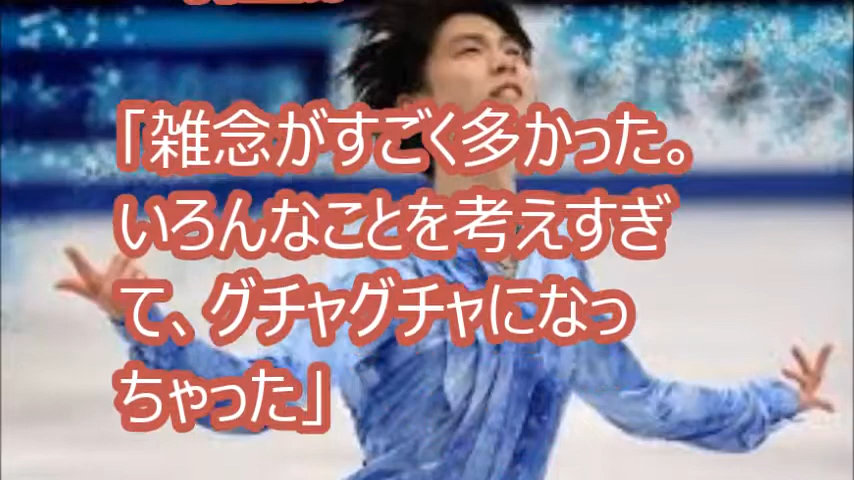 「雑念がすごく多かった。
いろんなことを考えすぎ
て、グチャグチャになっ
ちゃった」